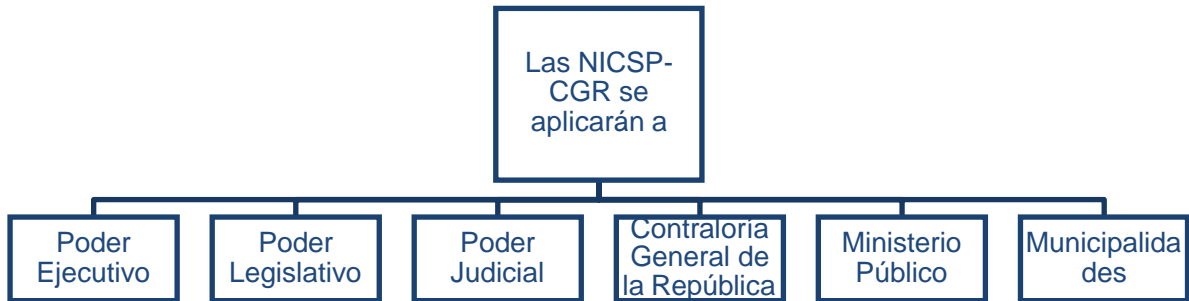 Las NICSP-
CGR se
aplicarán a
Poder
Ejecutivo
Poder
Legislativo
Poder
Judicial
Contraloría
General de
la República
Ministerio
Público
Municipalida
des